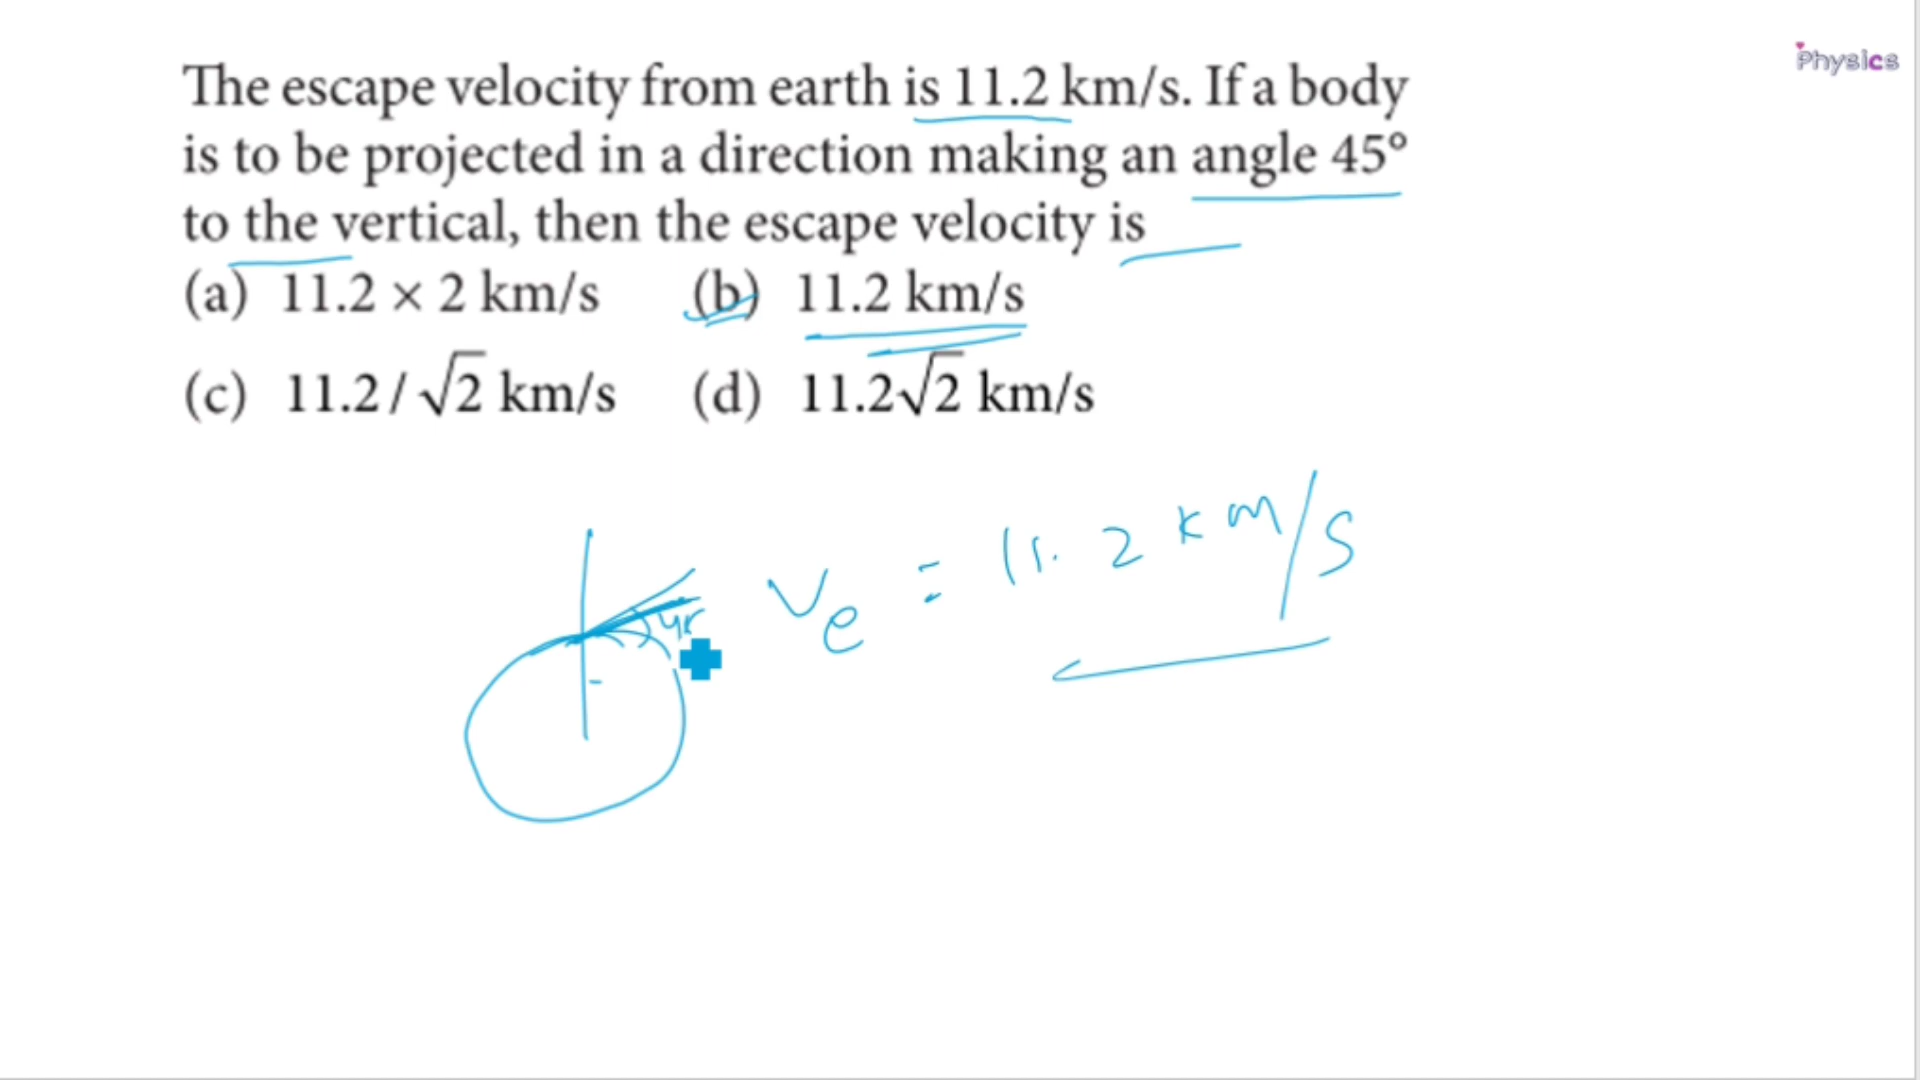 Physics
The escape velocity from earth is 11.2 km/s. If a body
is to be projected in a direction making an angle 45°
to the vertical, then the escape velocity is
(a) 11.2 × 2 km/s (b) 11.2 km/s
(c) 11.2/√2 km/s (d) 11.2√2 km/s
Ve = 11.2 km/s